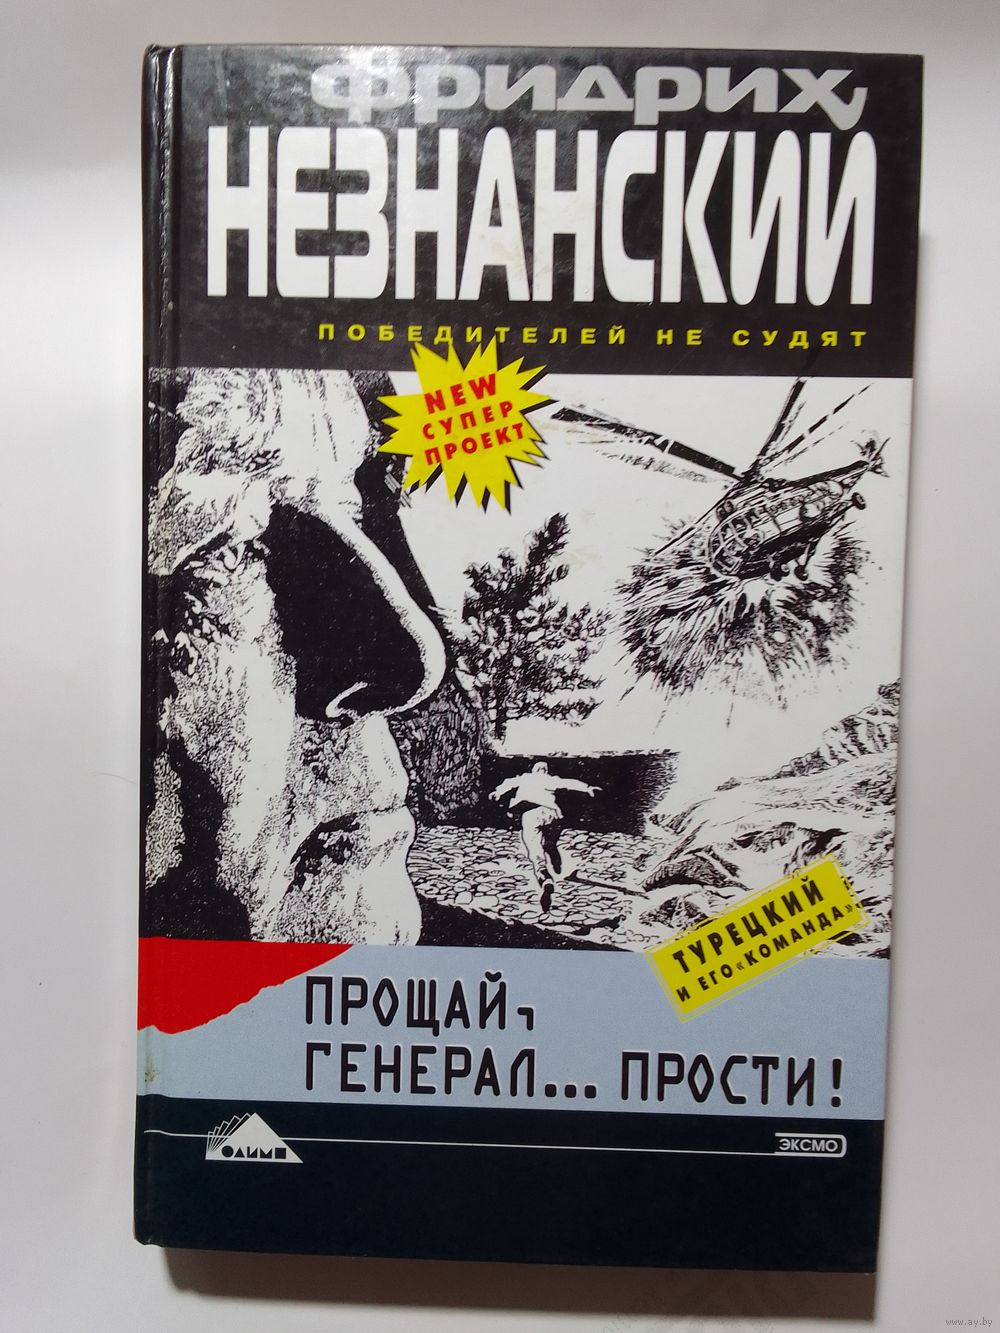 Фридрих
НЕЗНАНСКИЙ
ПОБЕДИТЕЛЕЙ НЕ СУДЯТ
NEW
СУПЕР
ПРОЕКТ
ТУРЕЦКИЙ
И ЕГО «КОМАНДА»
ПРОЩАЙ,
ГЕНЕРАЛ... ПРОСТИ!
ОЛИМП
ЭКСМО
www.ay.by